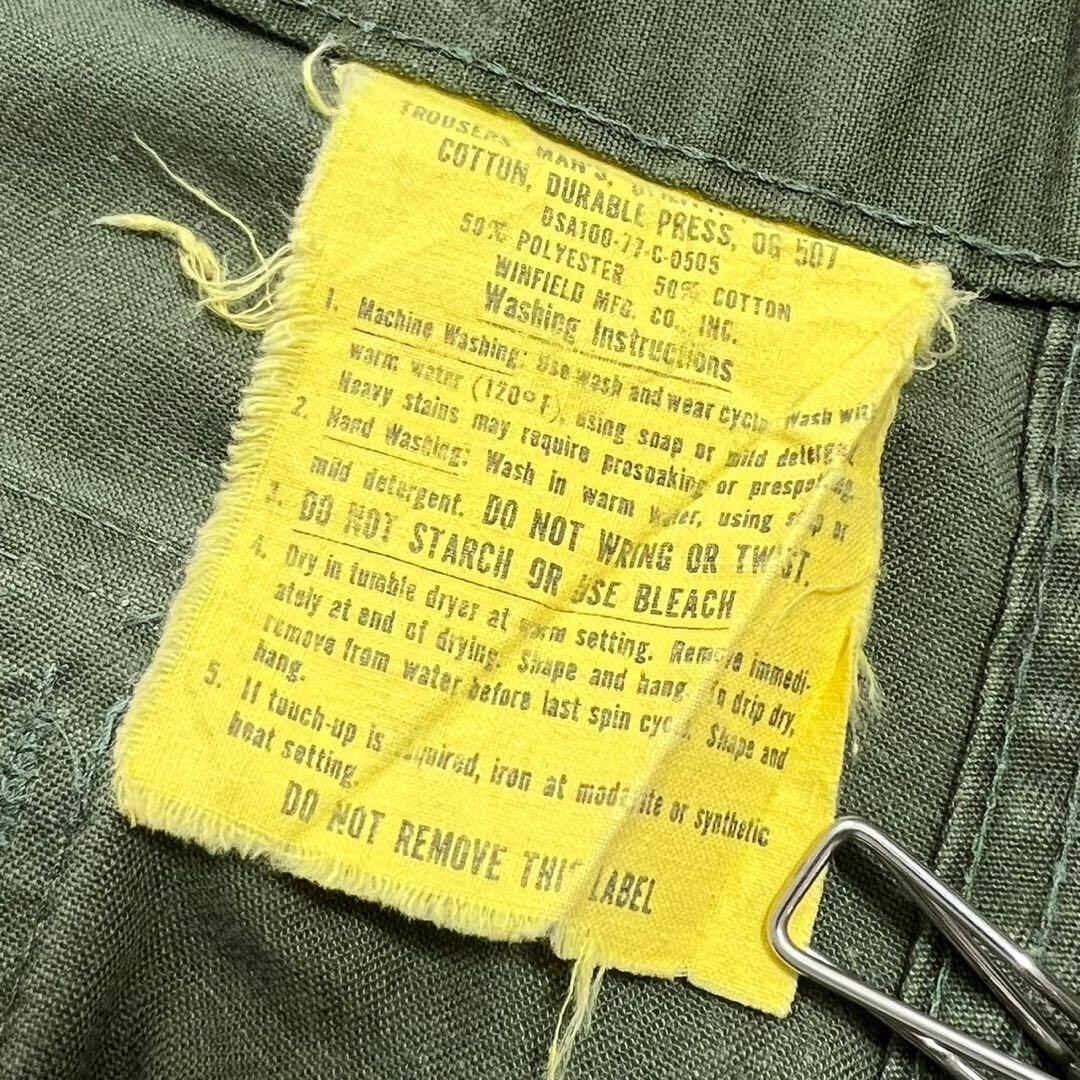 TROUSERS, MAN'S,
COTTON, DURABLE PRESS, OG 507
DSA100-77-C-0505
50% POLYESTER 50% COTTON
WINFIELD MFG. CO., INC.
Washing Instructions
1. Machine Washing: Use wash and wear cycle. Wash with
warm water (120°F), using soap or mild detergent.
Heavy stains may require presoaking or prespotting.
2. Hand Washing: Wash in warm water, using soap or
mild detergent. DO NOT WRING OR TWIST.
3. DO NOT STARCH OR USE BLEACH
4. Dry in tumble dryer at warm setting. Remove immedi-
ately at end of drying. Shape and hang. To drip dry,
remove from water before last spin cycle. Shape and
hang.
5. If touch-up is required, iron at moderate or synthetic
heat setting.
DO NOT REMOVE THIS LABEL